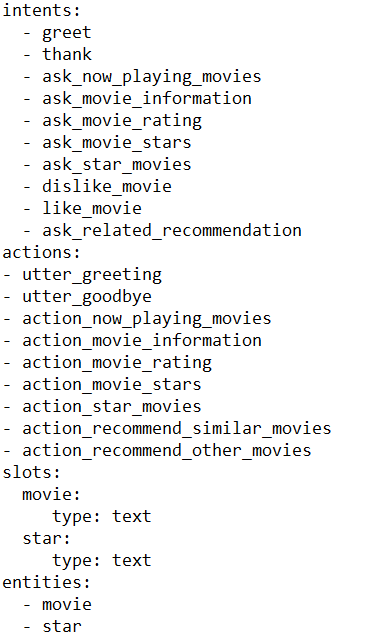 intents:
  - greet
  - thank
  - ask_now_playing_movies
  - ask_movie_information
  - ask_movie_rating
  - ask_movie_stars
  - ask_star_movies
  - dislike_movie
  - like_movie
  - ask_related_recommendation
actions:
- utter_greeting
- utter_goodbye
- action_now_playing_movies
- action_movie_information
- action_movie_rating
- action_movie_stars
- action_star_movies
- action_recommend_similar_movies
- action_recommend_other_movies
slots:
  movie:
     type: text
  star:
     type: text
entities:
  - movie
  - star